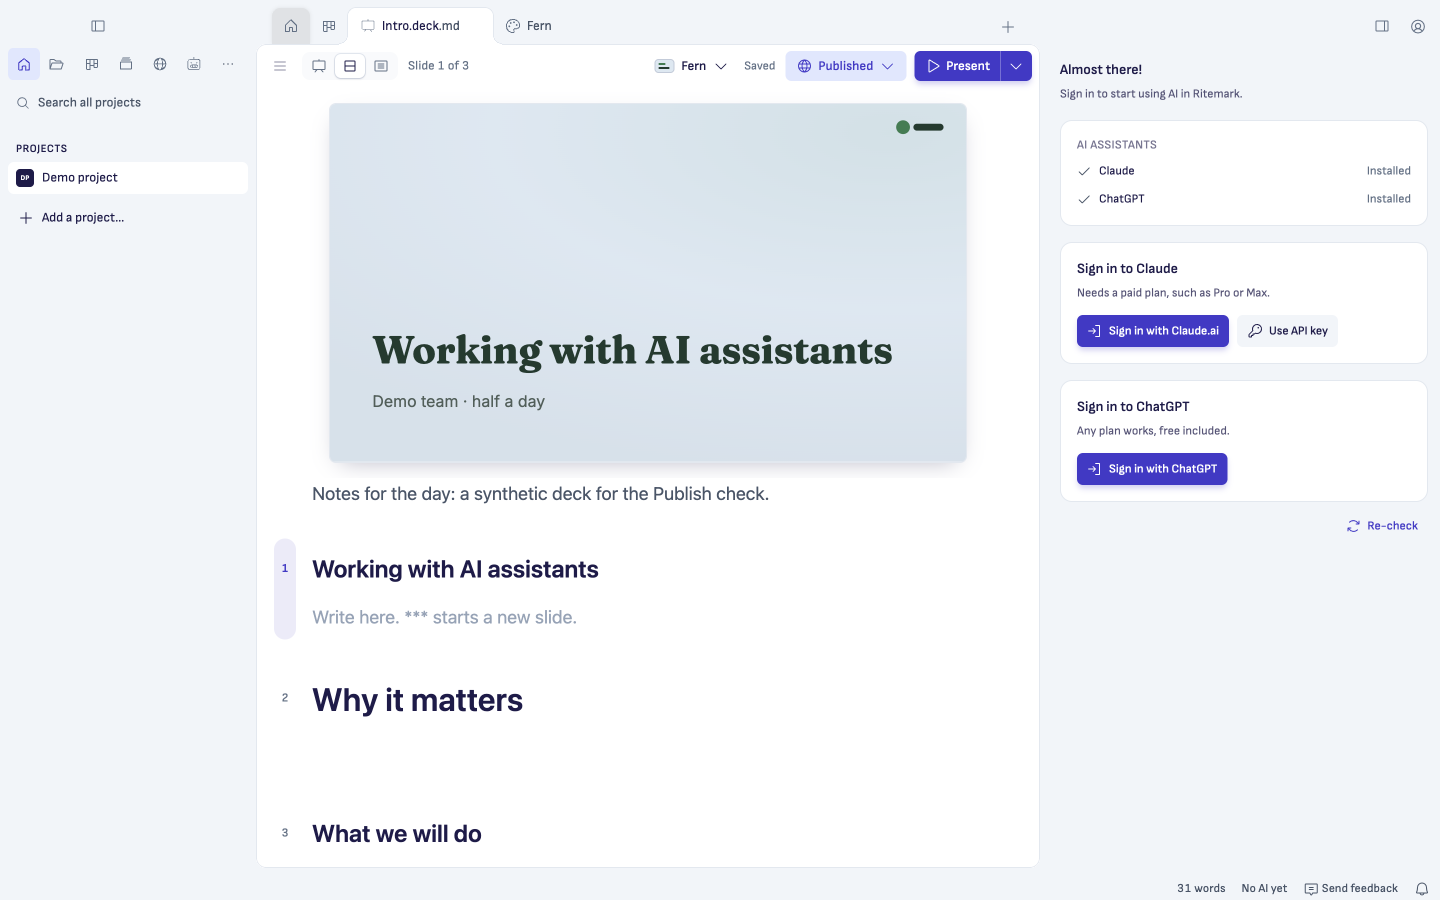 Intro.deck.md
Fern
Search all projects
PROJECTS
DP
Demo project
Add a project...
Slide 1 of 3
Fern
Saved
Published
Present
Working with AI assistants
Demo team · half a day
Notes for the day: a synthetic deck for the Publish check.
1
Working with AI assistants
Write here. *** starts a new slide.
2
Why it matters
3
What we will do
Almost there!
Sign in to start using AI in Ritemark.
AI ASSISTANTS
Claude
Installed
ChatGPT
Installed
Sign in to Claude
Needs a paid plan, such as Pro or Max.
Sign in with Claude.ai
Use API key
Sign in to ChatGPT
Any plan works, free included.
Sign in with ChatGPT
Re-check
31 words
No AI yet
Send feedback